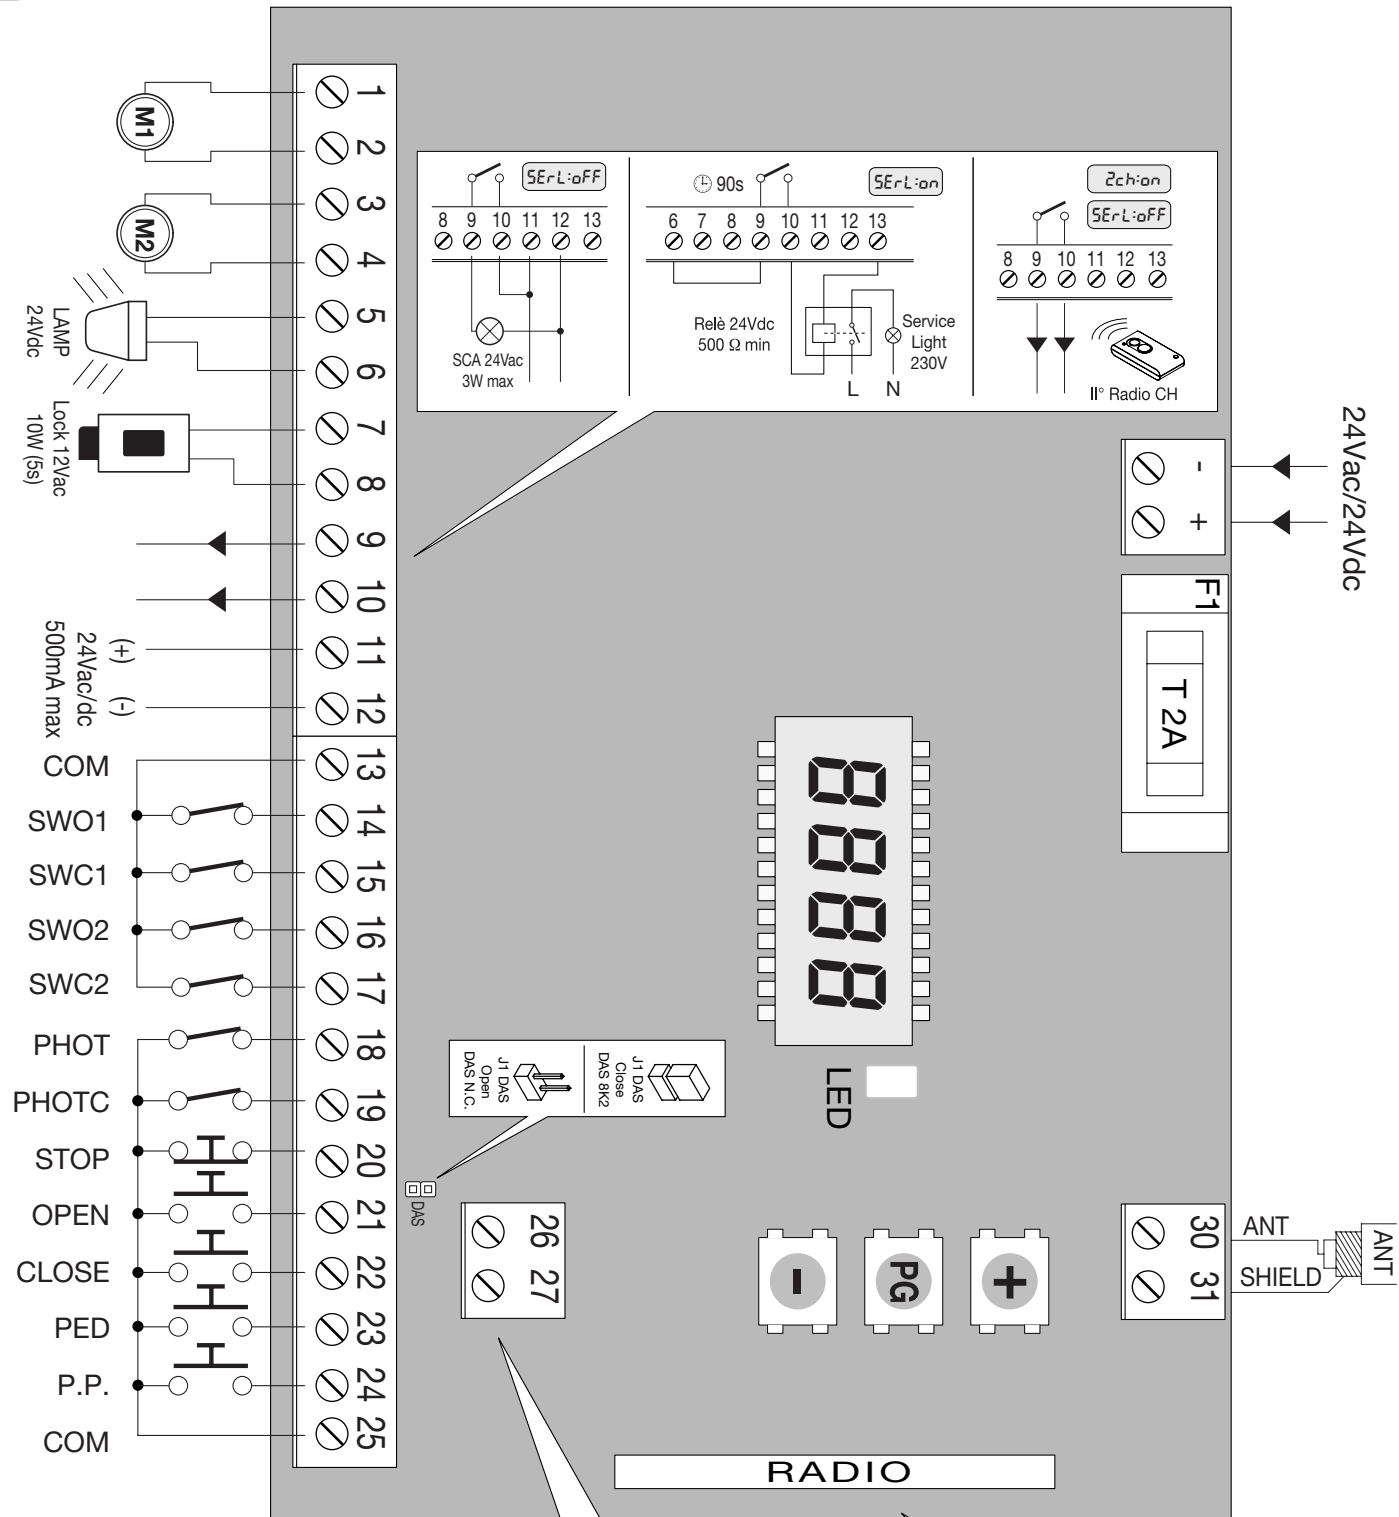 M1
M2
LAMP
24Vdc
Lock 12Vac
10W (5s)
(+)
(-)
24Vac/dc
500mA max
COM
SWO1
SWC1
SWO2
SWC2
PHOT
PHOTC
STOP
OPEN
CLOSE
PED
P.P.
COM
1
2
3
4
5
6
7
8
9
10
11
12
13
14
15
16
17
18
19
20
21
22
23
24
25
SErL:oFF
8 9 10 11 12 13
SCA 24Vac
3W max
90s
SErL:on
6 7 8 9 10 11 12 13
Relè 24Vdc
500 Ω min
Service
Light
230V
L N
2ch:on
SErL:oFF
8 9 10 11 12 13
II° Radio CH
24Vac/24Vdc
-
+
F1
T 2A
8888
LED
J1 DAS
Open
DAS N.C.
J1 DAS
Close
DAS 8K2
DAS
26
27
-
PG
+
30
31
ANT
SHIELD
ANT
RADIO